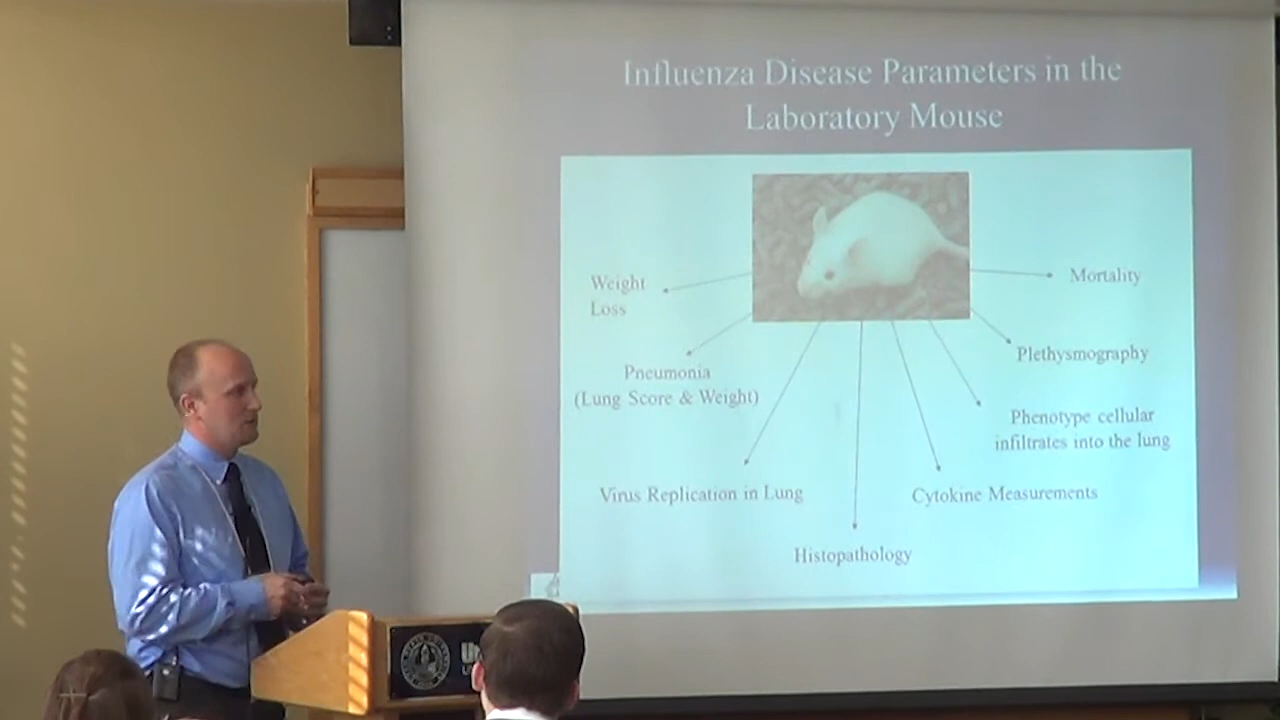 Influenza Disease Parameters in the
Laboratory Mouse
Weight
Loss
Mortality
Pneumonia
(Lung Score & Weight)
Plethysmography
Phenotype cellular
infiltrates into the lung
Virus Replication in Lung
Cytokine Measurements
Histopathology